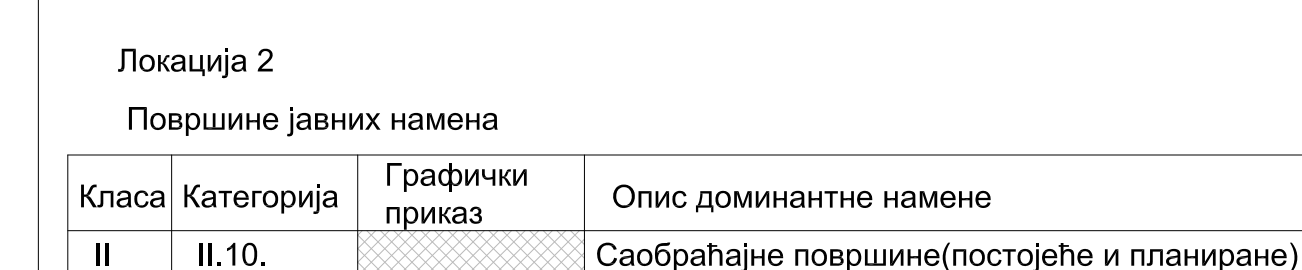 Локација 2
Површине јавних намена
Класа Категорија Графички приказ Опис доминантне намене
II II.10. Саобраћајне површине(постојеће и планиране)